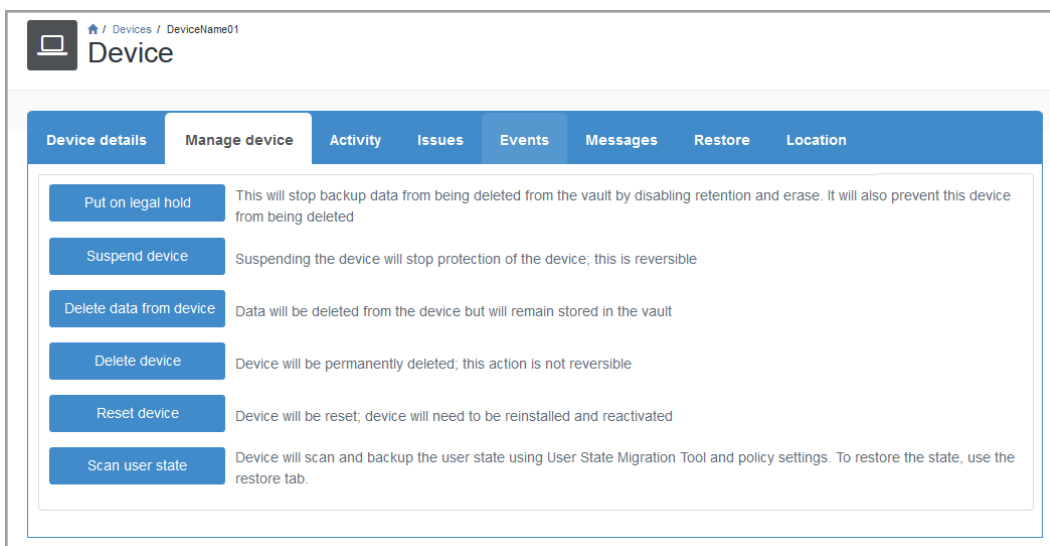 / Devices / DeviceName01
Device
Device details Manage device Activity Issues Events Messages Restore Location
Put on legal hold
This will stop backup data from being deleted from the vault by disabling retention and erase. It will also prevent this device
from being deleted
Suspend device
Suspending the device will stop protection of the device; this is reversible
Delete data from device
Data will be deleted from the device but will remain stored in the vault
Delete device
Device will be permanently deleted; this action is not reversible
Reset device
Device will be reset; device will need to be reinstalled and reactivated
Scan user state
Device will scan and backup the user state using User State Migration Tool and policy settings. To restore the state, use the
restore tab.